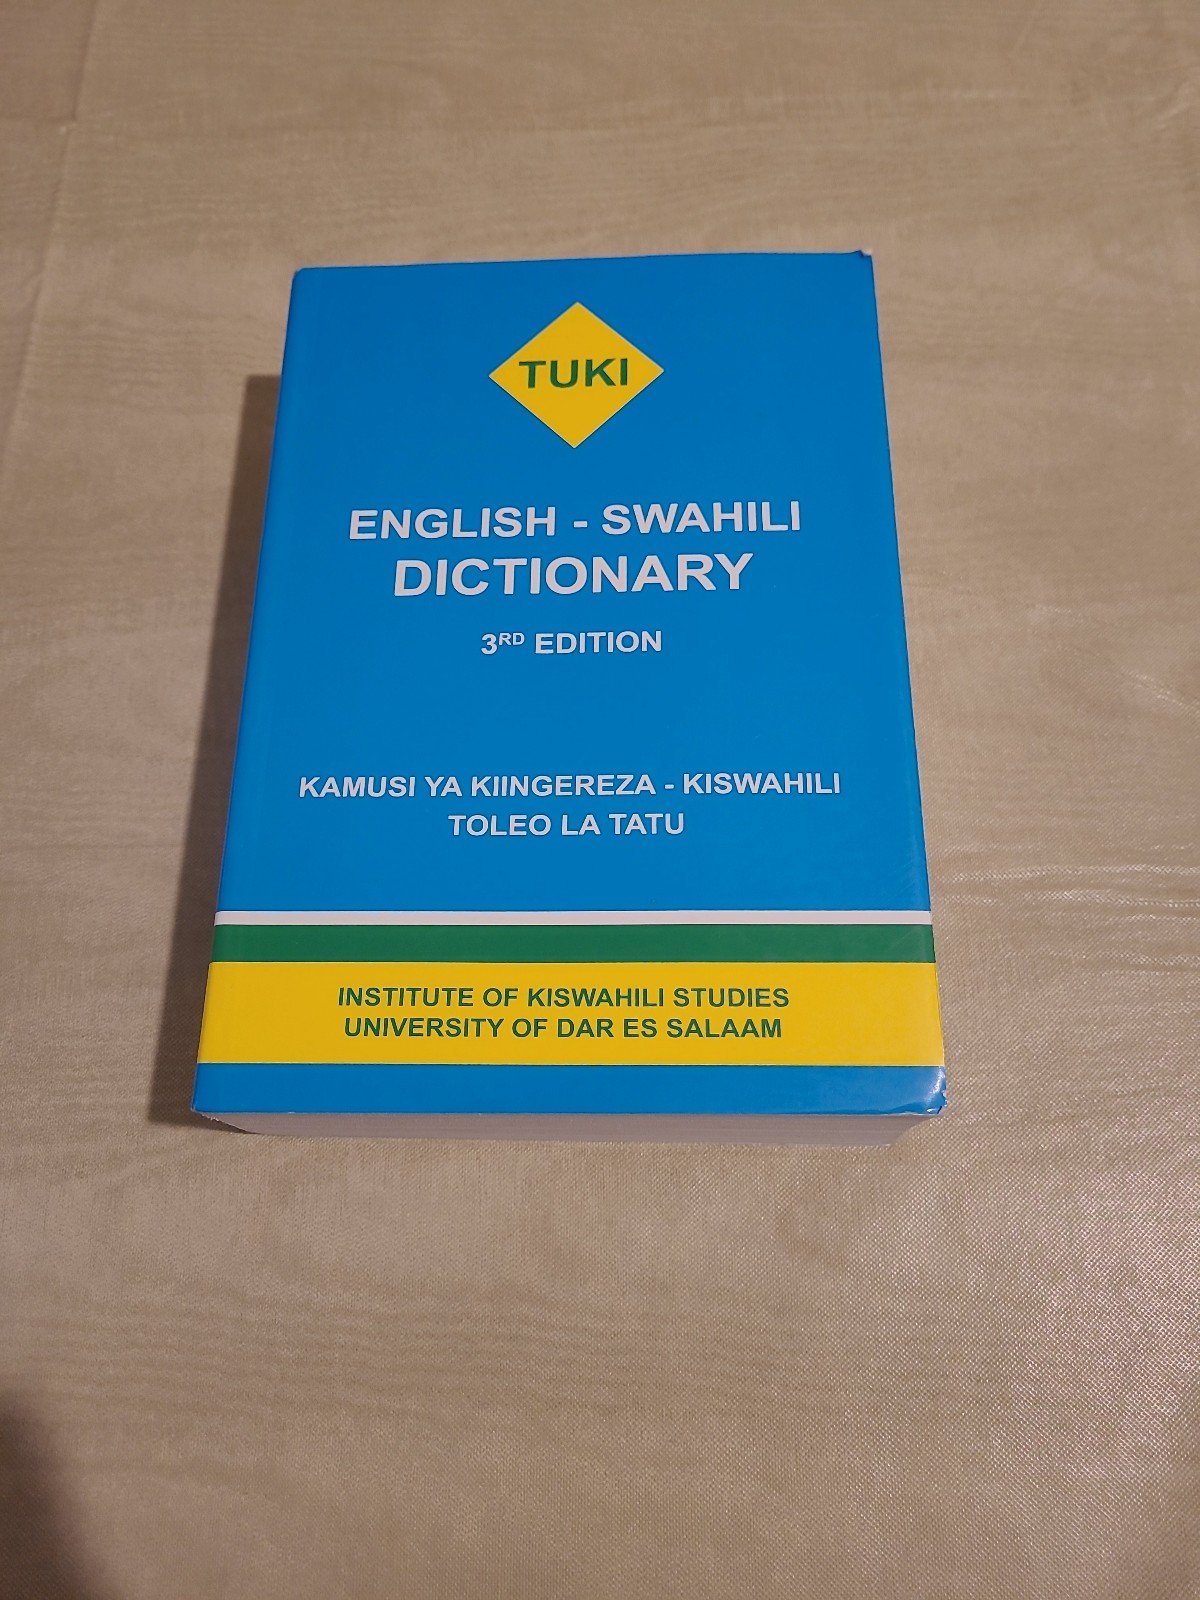 TUKI
ENGLISH - SWAHILI
DICTIONARY
3RD EDITION
KAMUSI YA KIINGEREZA - KISWAHILI
TOLEO LA TATU
INSTITUTE OF KISWAHILI STUDIES
UNIVERSITY OF DAR ES SALAAM